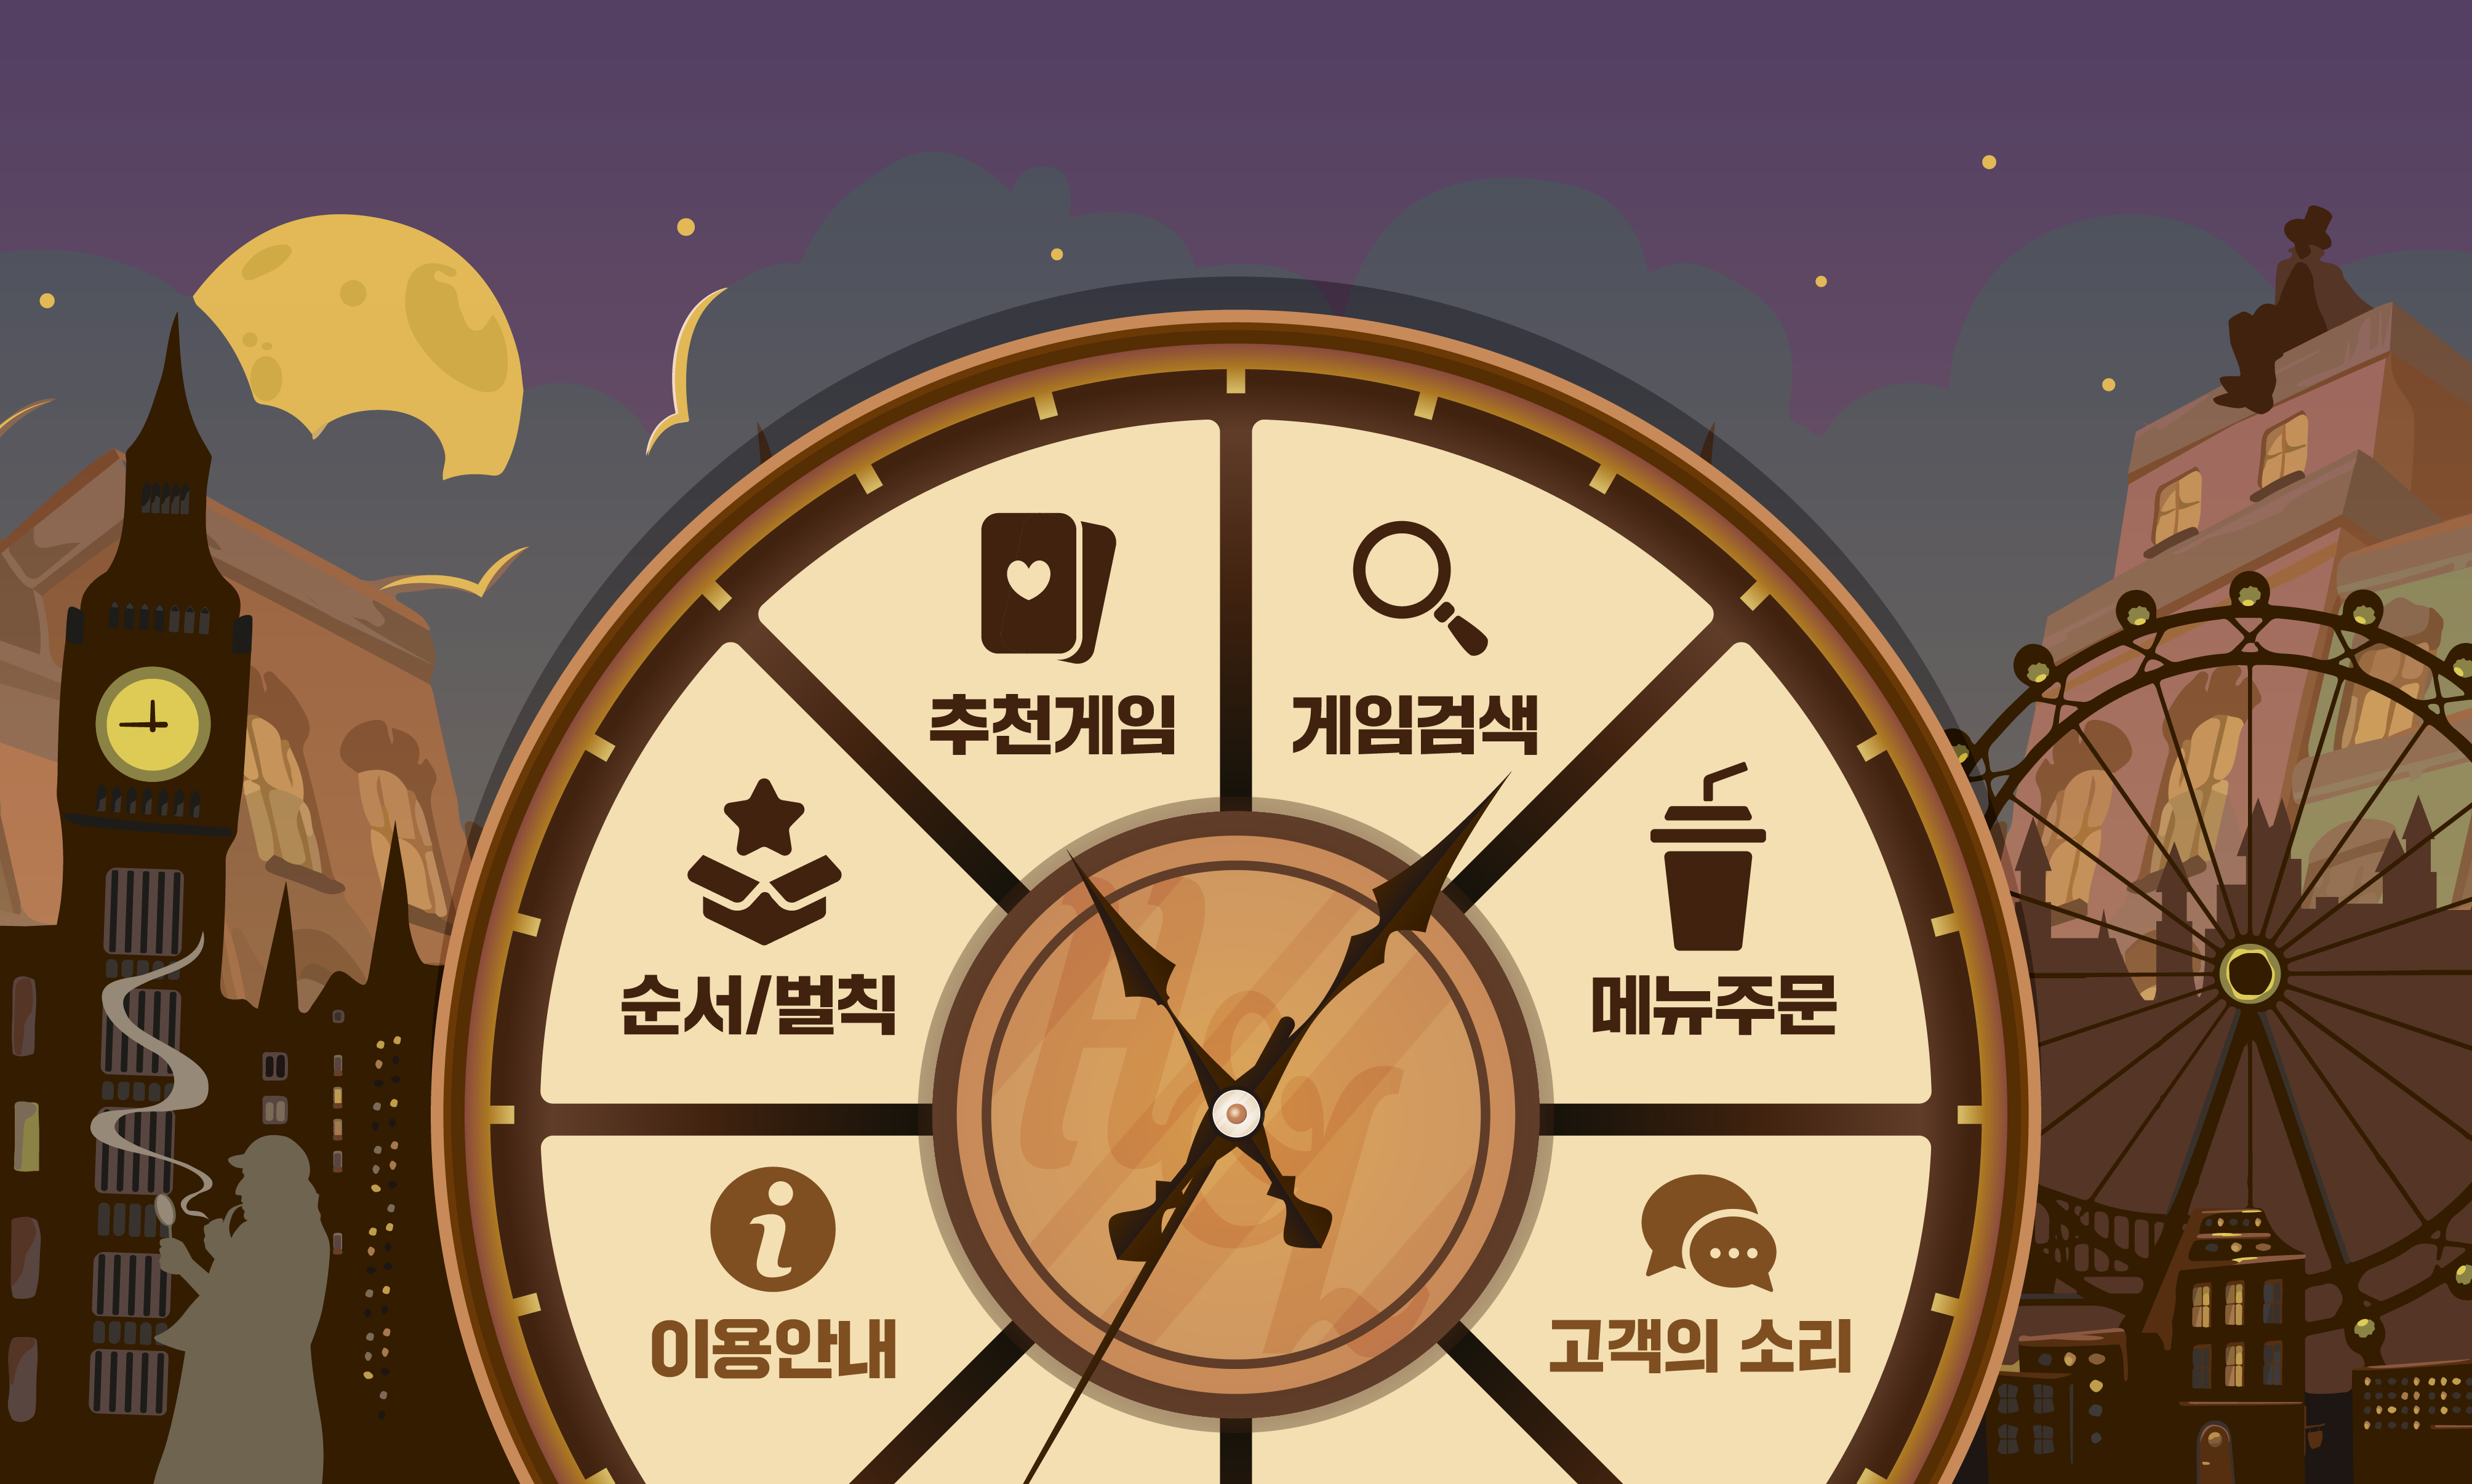 추천게임
게임검색
순서/벌칙
메뉴주문
이용안내
고객의 소리